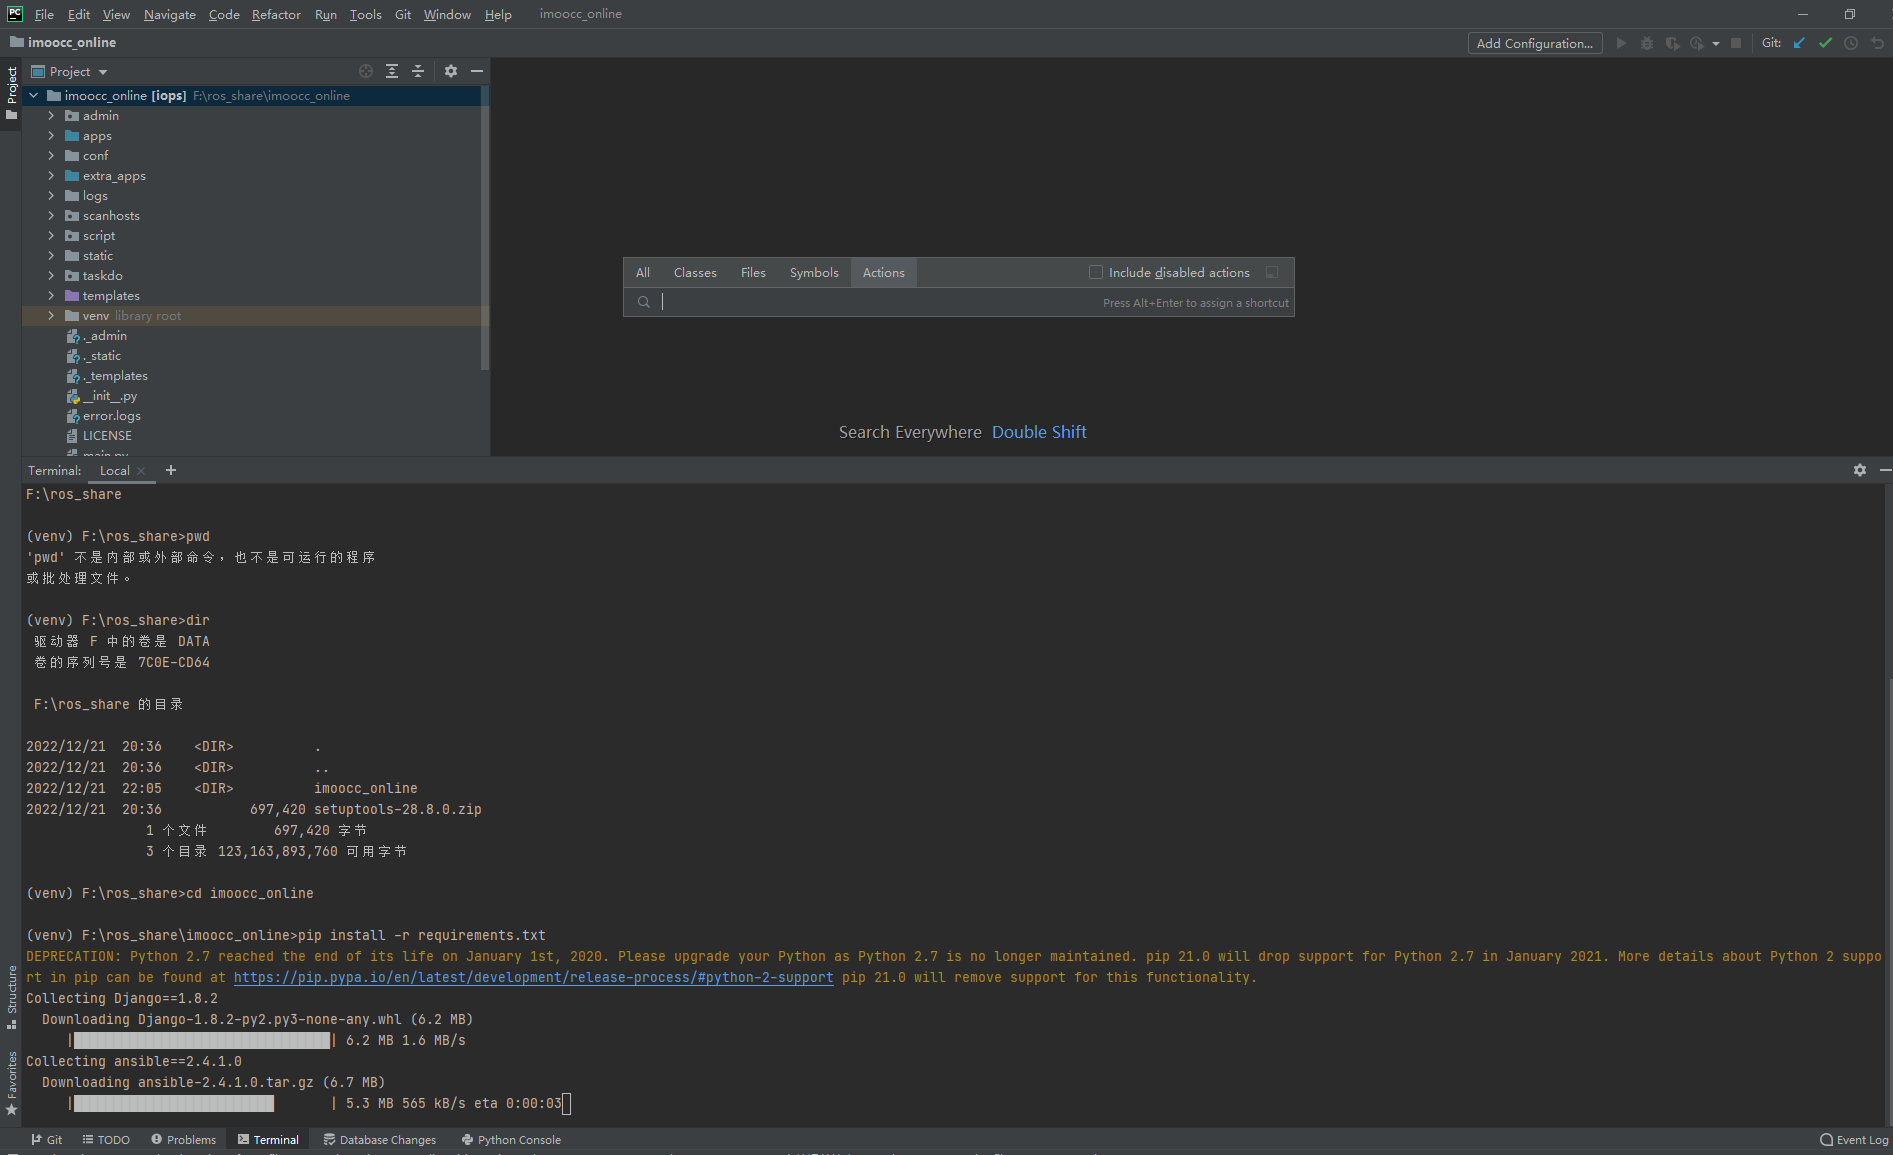 PC File Edit View Navigate Code Refactor Run Tools Git Window Help imoocc_online
imoocc_online Add Configuration... Git:
Project
Project
imoocc_online [iops] F:\ros_share\imoocc_online
admin
apps
conf
extra_apps
logs
scanhosts
script
static
taskdo
templates
venv library root
._admin
._static
._templates
__init__.py
error.logs
LICENSE
main.py
All Classes Files Symbols Actions Include disabled actions
Press Alt+Enter to assign a shortcut
Search Everywhere Double Shift
Terminal: Local
F:\ros_share
(venv) F:\ros_share>pwd
'pwd' 不是内部或外部命令，也不是可运行的程序
或批处理文件。
(venv) F:\ros_share>dir
驱动器 F 中的卷是 DATA
卷的序列号是 7C0E-CD64
F:\ros_share 的目录
2022/12/21 20:36 <DIR> .
2022/12/21 20:36 <DIR> ..
2022/12/21 22:05 <DIR> imoocc_online
2022/12/21 20:36 697,420 setuptools-28.8.0.zip
1 个文件 697,420 字节
3 个目录 123,163,893,760 可用字节
(venv) F:\ros_share>cd imoocc_online
(venv) F:\ros_share\imoocc_online>pip install -r requirements.txt
DEPRECATION: Python 2.7 reached the end of its life on January 1st, 2020. Please upgrade your Python as Python 2.7 is no longer maintained. pip 21.0 will drop support for Python 2.7 in January 2021. More details about Python 2 suppo
rt in pip can be found at https://pip.pypa.io/en/latest/development/release-process/#python-2-support pip 21.0 will remove support for this functionality.
Collecting Django==1.8.2
Downloading Django-1.8.2-py2.py3-none-any.whl (6.2 MB)
| | 6.2 MB 1.6 MB/s
Collecting ansible==2.4.1.0
Downloading ansible-2.4.1.0.tar.gz (6.7 MB)
| | 5.3 MB 565 kB/s eta 0:00:03
Structure
Favorites
Git TODO Problems Terminal Database Changes Python Console Event Log